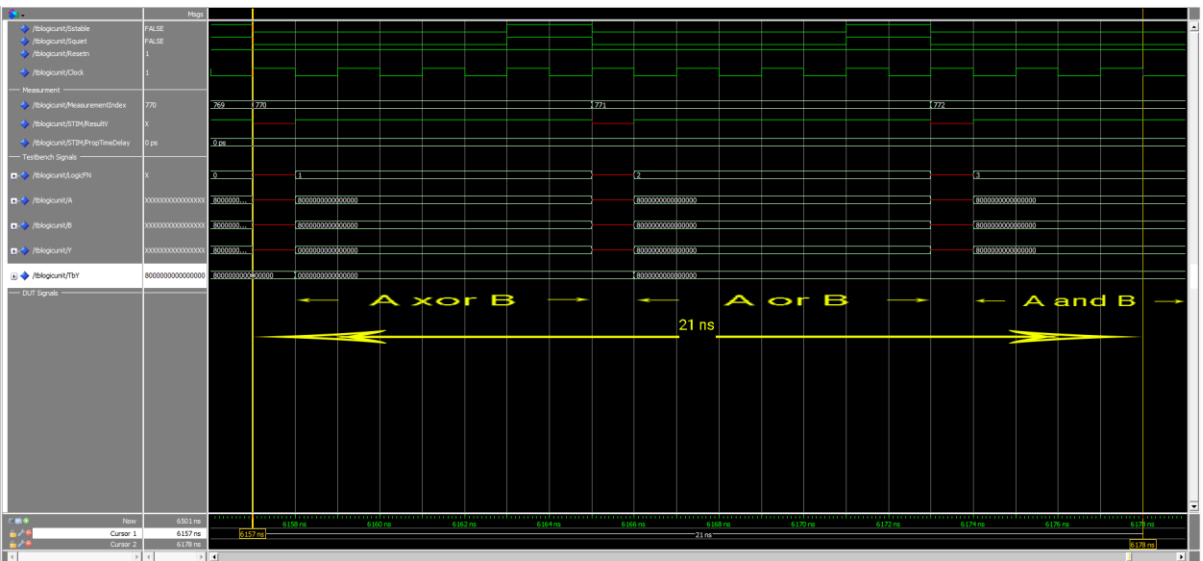 Msgs
/tblogicunit/Sstable FALSE
/tblogicunit/Squiet FALSE
/tblogicunit/Resetn 1
/tblogicunit/Clock 1
Measurment
/tblogicunit/MeasurementIndex 770 769 770 771 772
/tblogicunit/STIM/ResultV X
/tblogicunit/STIM/PropTimeDelay 0 ps 0 ps
Testbench Signals
/tblogicunit/LogicFN X 0 1 2 3
/tblogicunit/A XXXXXXXXXXXXXXXX 8000000... 8000000000000000 8000000000000000 8000000000000000
/tblogicunit/B XXXXXXXXXXXXXXXX 8000000... 8000000000000000 8000000000000000 8000000000000000
/tblogicunit/Y XXXXXXXXXXXXXXXX 8000000... 0000000000000000 8000000000000000 8000000000000000
/tblogicunit/TbY 8000000000000000 8000000000000000 0000000000000000 8000000000000000
DUT Signals
A xor B A or B A and B
21 ns
Now 6501 ns 6158 ns 6160 ns 6162 ns 6164 ns 6166 ns 6168 ns 6170 ns 6172 ns 6174 ns 6176 ns 6178 ns
Cursor 1 6157 ns 6157 ns 21 ns
Cursor 2 6178 ns 6178 ns